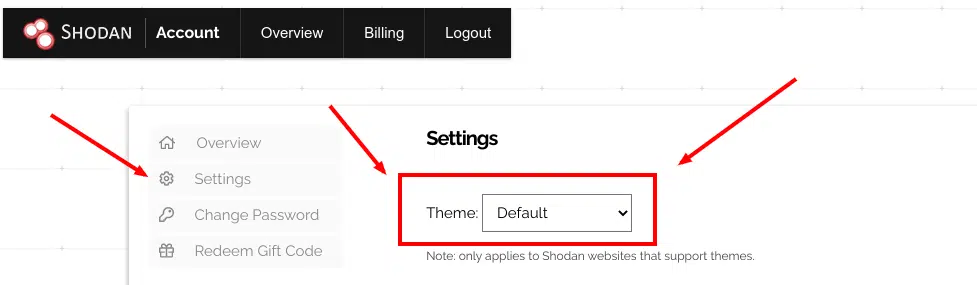 SHODAN Account Overview Billing Logout
Overview
Settings
Change Password
Redeem Gift Code
Settings
Theme: Default
Note: only applies to Shodan websites that support themes.